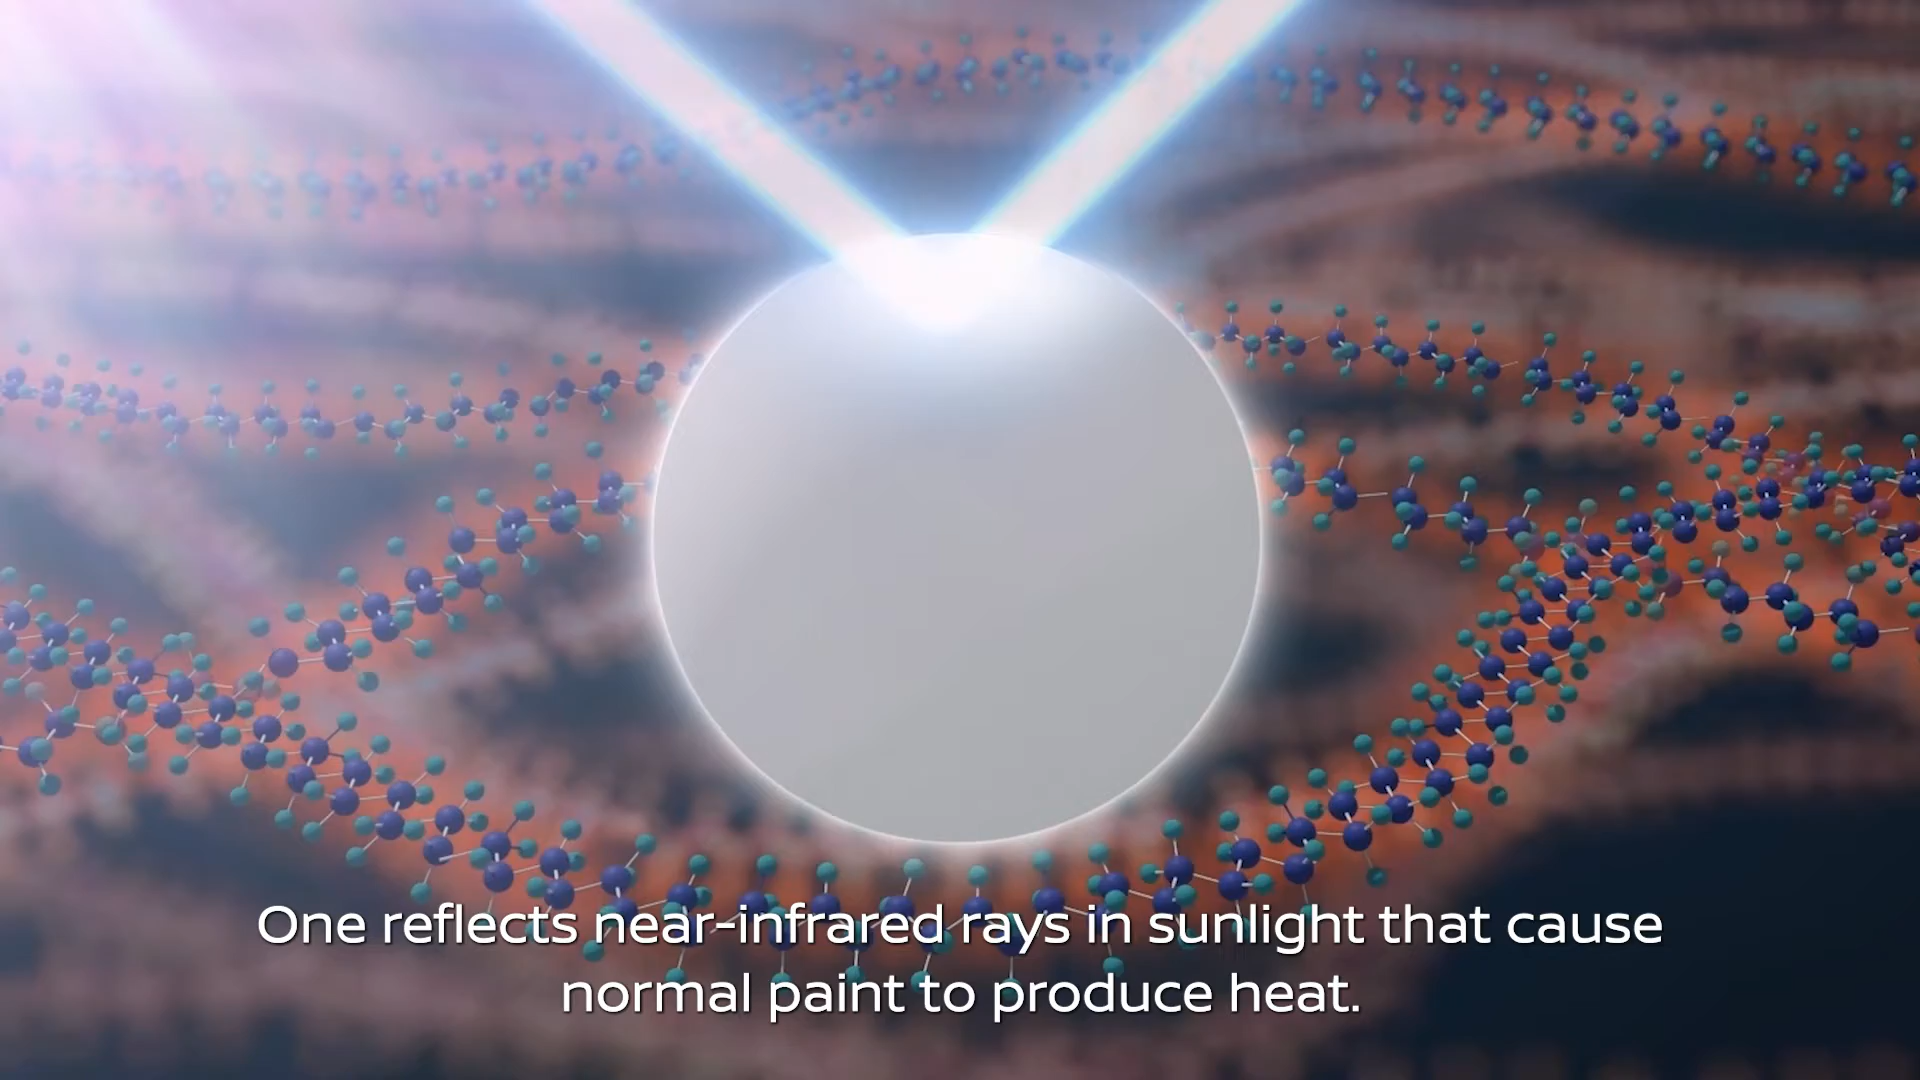 One reflects near-infrared rays in sunlight that cause
normal paint to produce heat.